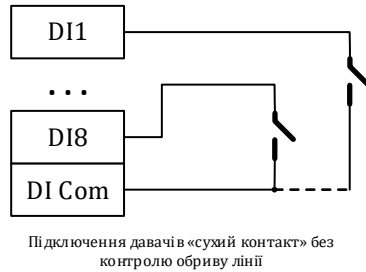 DI1
...
DI8
DI Com
Підключення давачів «сухий контакт» без
контролю обриву лінії